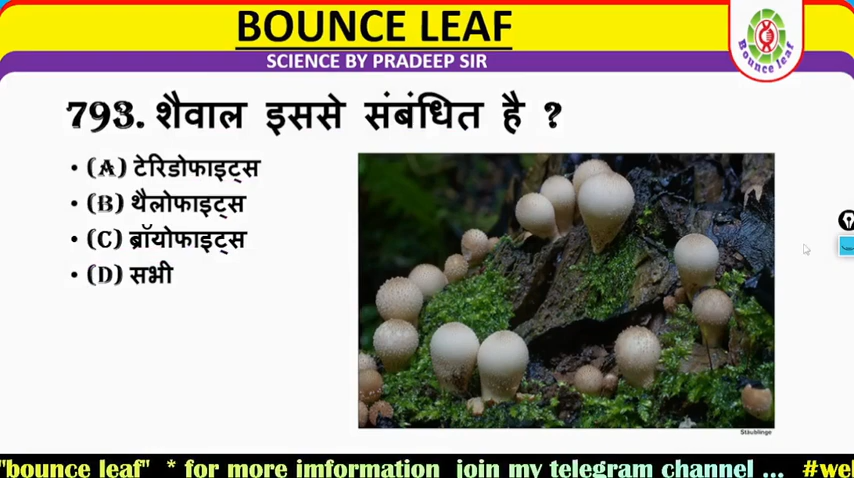 BOUNCE LEAF
SCIENCE BY PRADEEP SIR
Bounce leaf
793. शैवाल इससे संबंधित है ?
• (A) टेरिडोफाइट्स
• (B) थैलोफाइट्स
• (C) ब्रॉयोफाइट्स
• (D) सभी
Stäublinge
"bounce leaf" * for more imformation join my telegram channel ... #wel